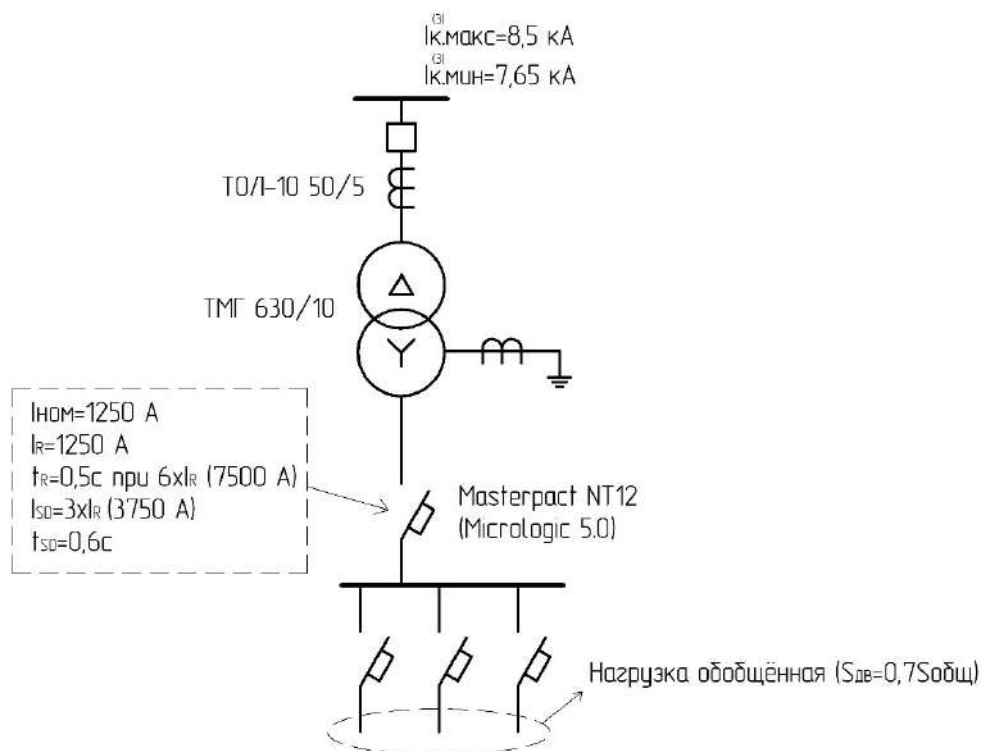 (3)
Iк.макс=8,5 кА
(3)
Iк.мин=7,65 кА
ТОЛ-10 50/5
ТМГ 630/10
Iном=1250 А
IR=1250 А
tR=0,5с при 6xIR (7500 А)
ISD=3xIR (3750 А)
tSD=0,6с
Masterpact NT12
(Micrologic 5.0)
Нагрузка обобщённая (Sдв=0,7Sобщ)